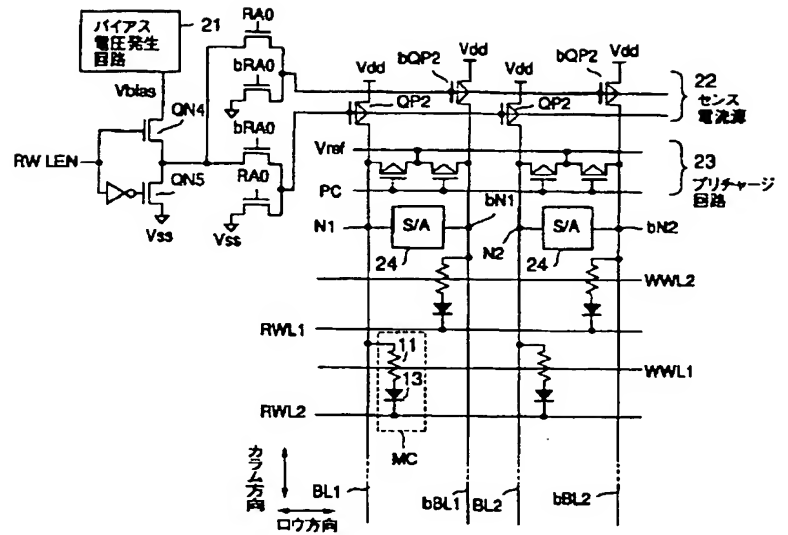 バイアス
電圧発生
回路
21
RA0
bRA0
Vbias
QN4
RW LEN
QN5
Vss
bRA0
RA0
Vss
bQP2
Vdd
Vdd
QP2
bQP2
Vdd
Vdd
QP2
22
センス
電流源
Vref
PC
23
プリチャージ
回路
N1
S/A
bN1
24
N2
S/A
bN2
24
WWL2
RWL1
11
13
WWL1
RWL2
MC
カラム方向
ロウ方向
BL1
bBL1
BL2
bBL2